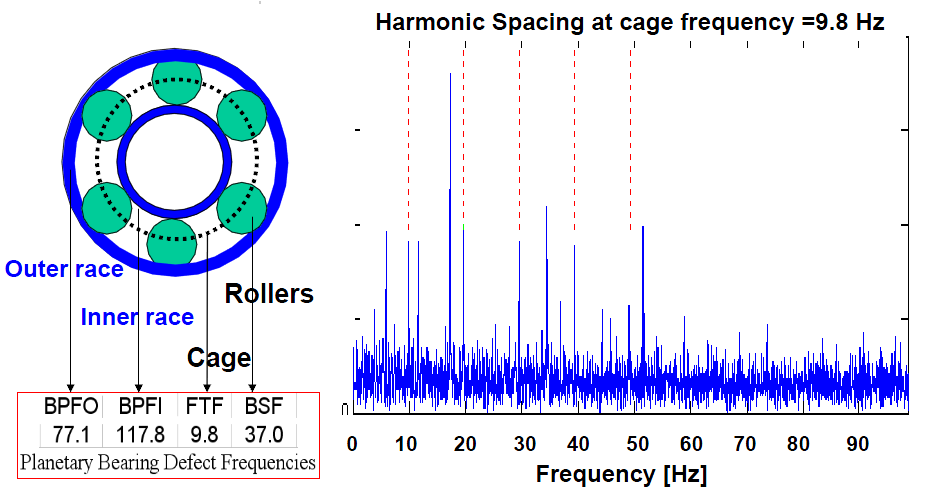 Harmonic Spacing at cage frequency =9.8 Hz
Outer race
Rollers
Inner race
Cage
BPFO BPFI FTF BSF
77.1 117.8 9.8 37.0
Planetary Bearing Defect Frequencies
0
0 10 20 30 40 50 60 70 80 90
Frequency [Hz]